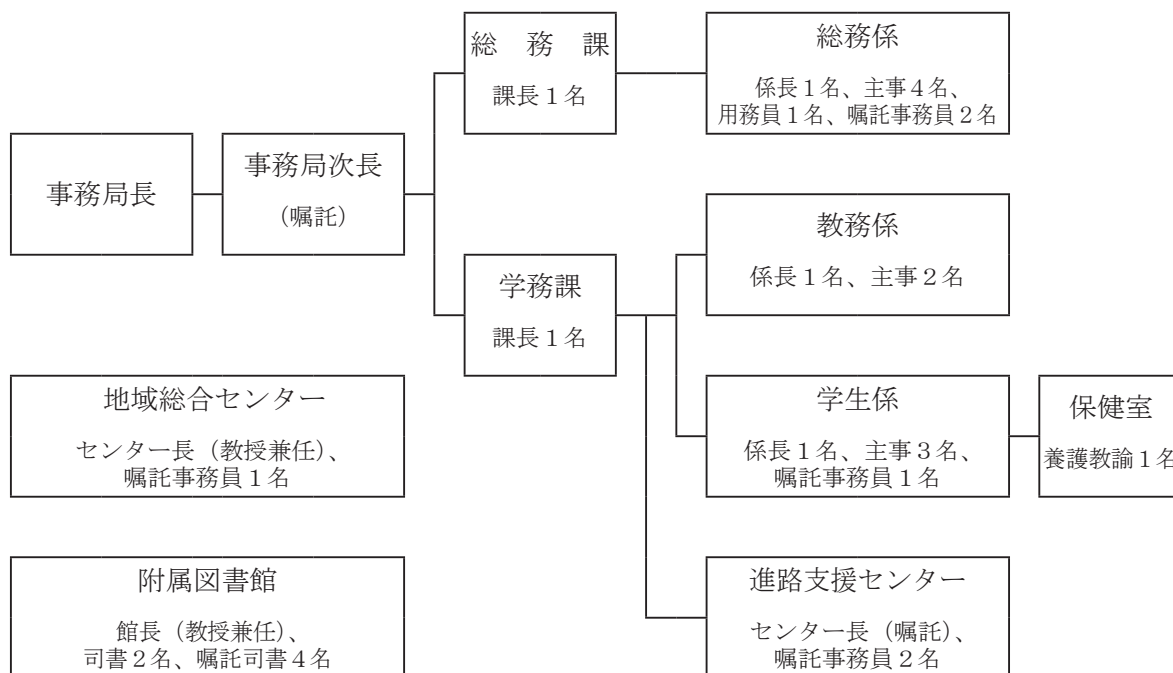 総　務　課
課長１名
総務係
係長１名、主事４名、
用務員１名、嘱託事務員２名
事務局長
事務局次長
（嘱託）
教務係
係長１名、主事２名
学務課
課長１名
地域総合センター
センター長（教授兼任）、
嘱託事務員１名
学生係
係長１名、主事３名、
嘱託事務員１名
保健室
養護教諭１名
附属図書館
館長（教授兼任）、
司書２名、嘱託司書４名
進路支援センター
センター長（嘱託）、
嘱託事務員２名